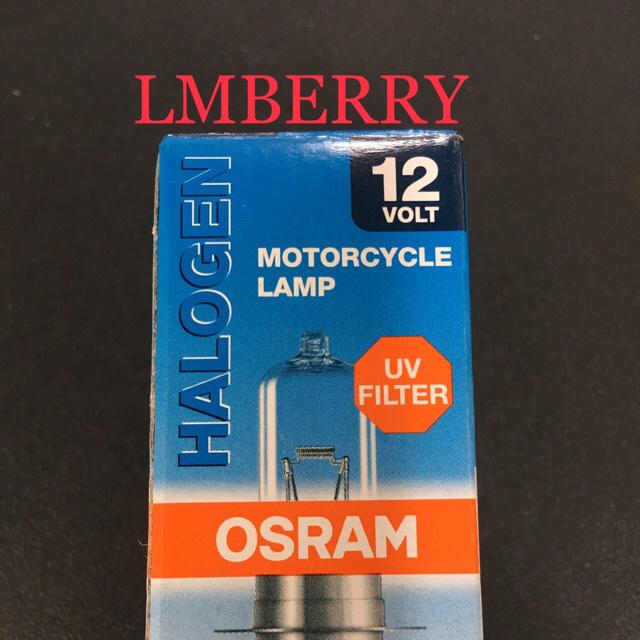 LMBERRY
12
VOLT
HALOGEN
MOTORCYCLE
LAMP
UV
FILTER
OSRAM